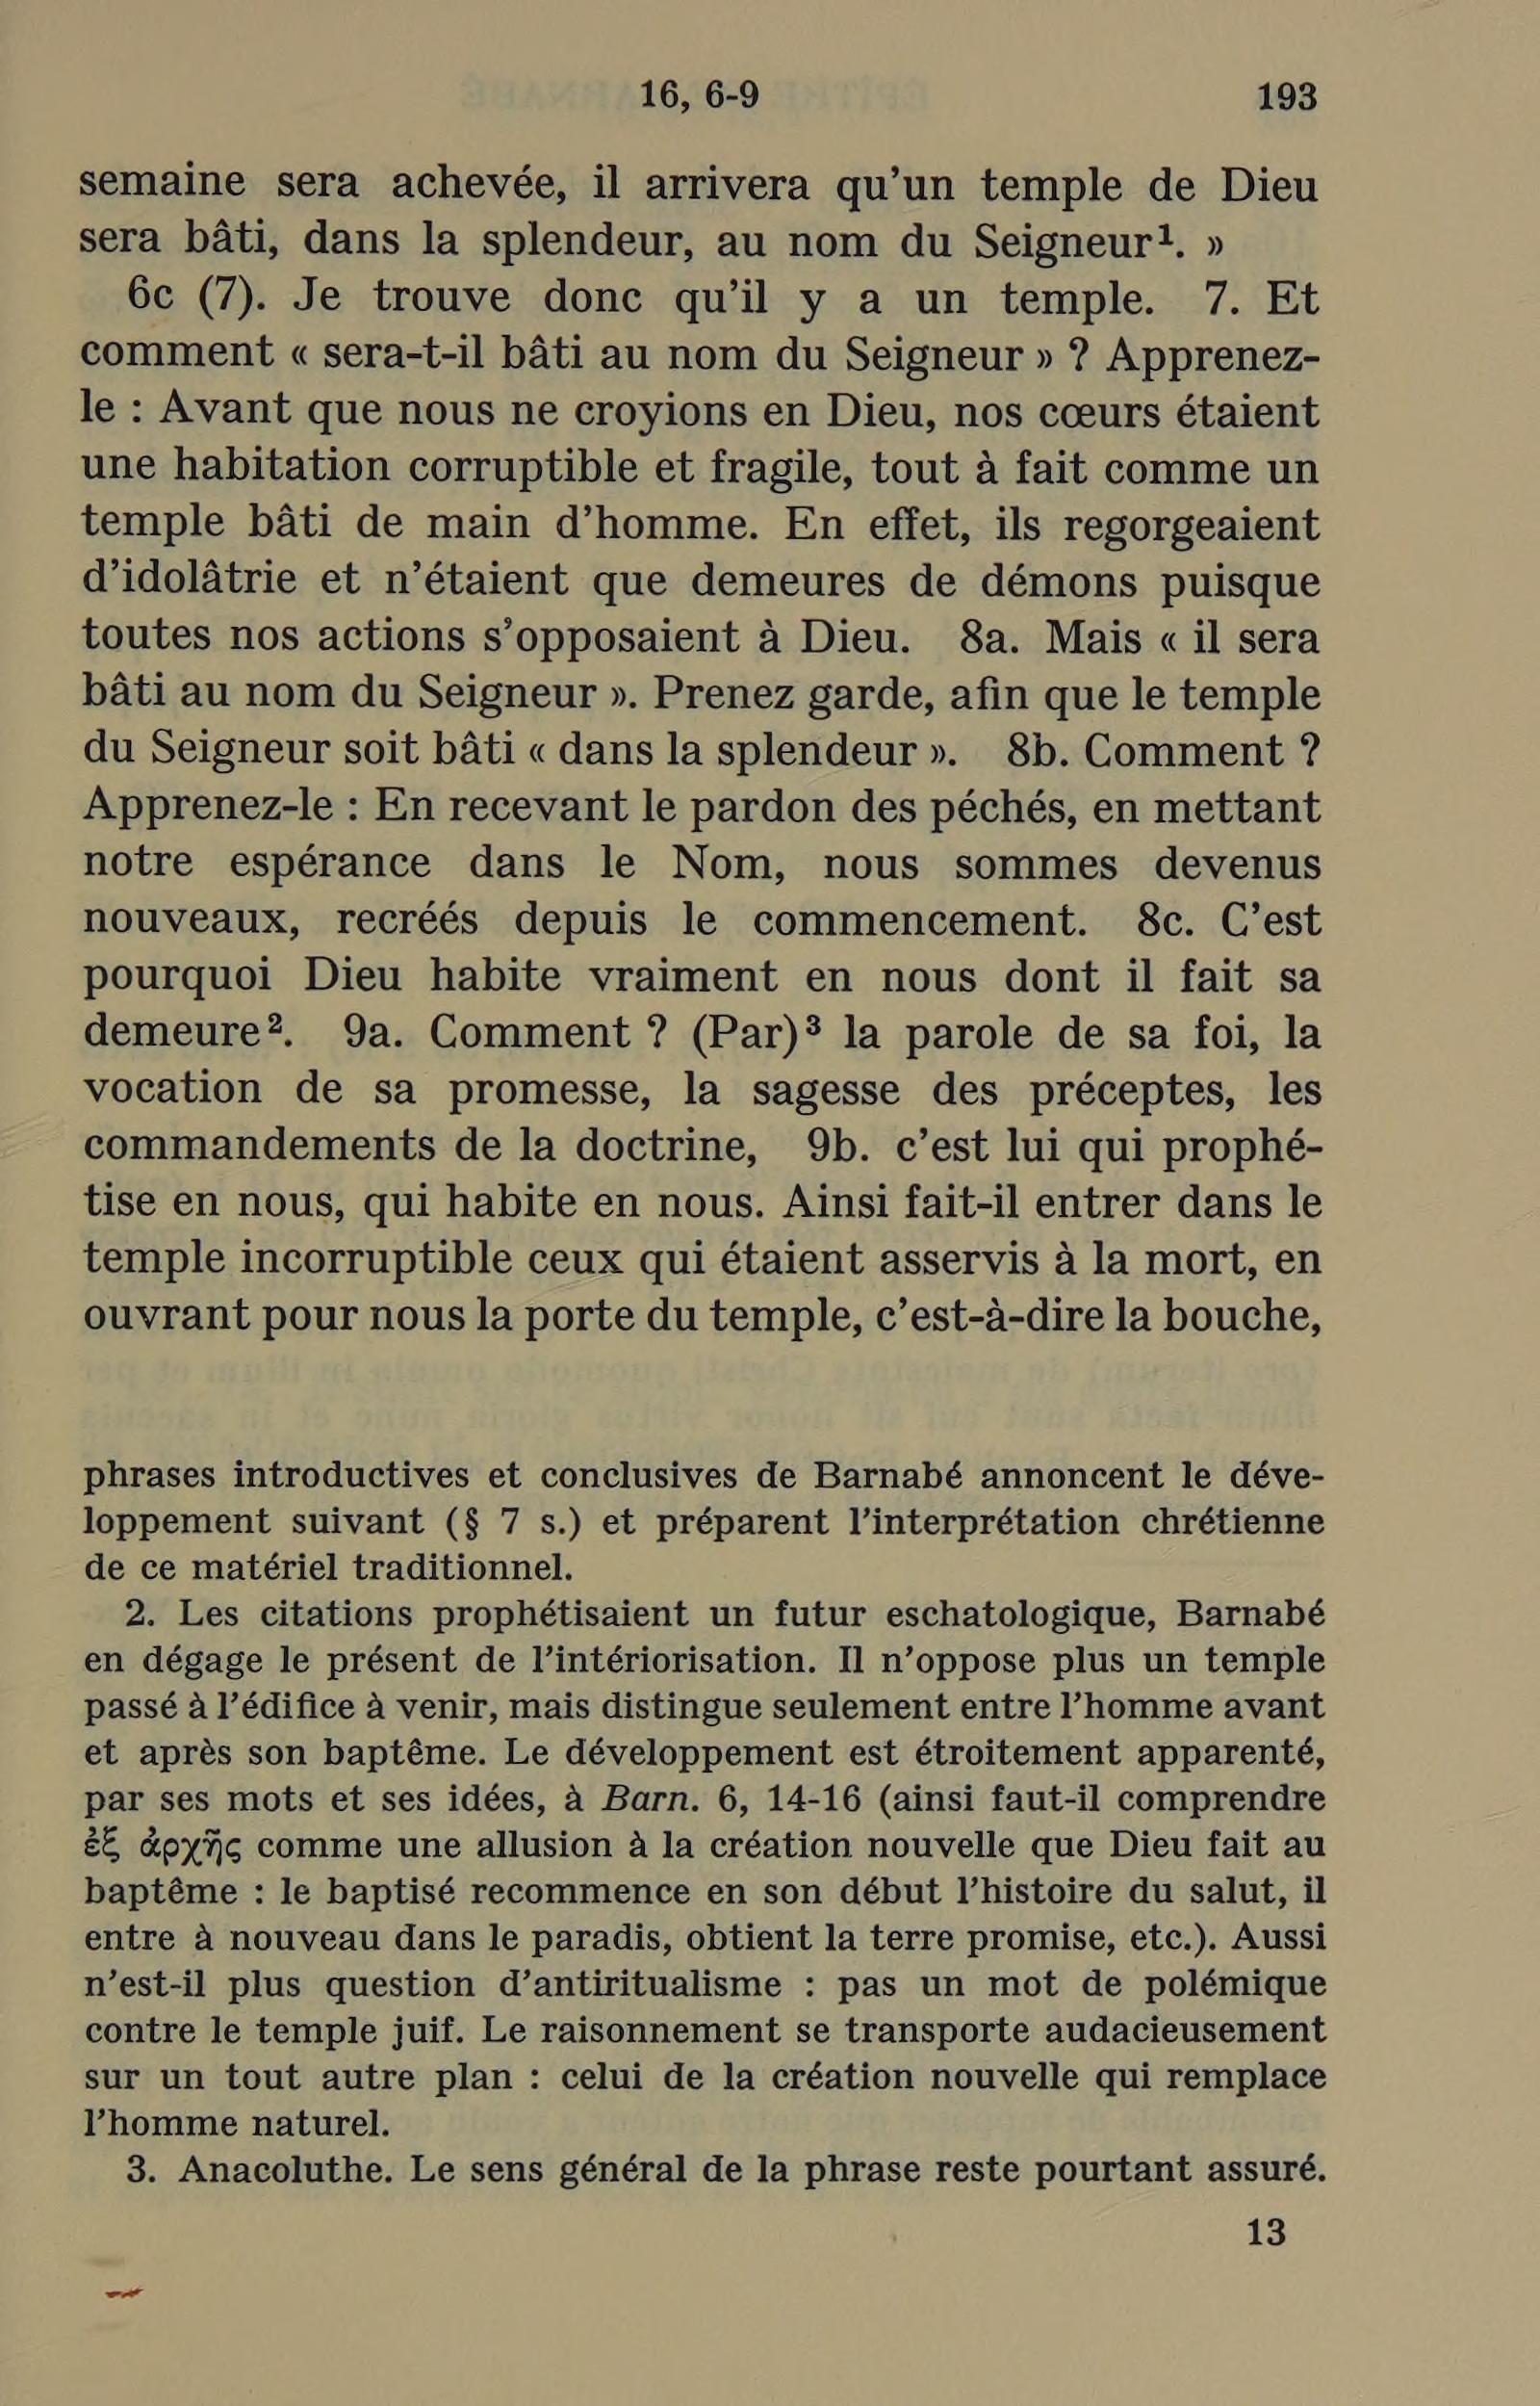 16, 6-9 193
semaine sera achevée, il arrivera qu'un temple de Dieu
sera bâti, dans la splendeur, au nom du Seigneur¹. »
6c (7). Je trouve donc qu'il y a un temple. 7. Et
comment « sera-t-il bâti au nom du Seigneur » ? Apprenez-
le : Avant que nous ne croyions en Dieu, nos cœurs étaient
une habitation corruptible et fragile, tout à fait comme un
temple bâti de main d'homme. En effet, ils regorgeaient
d'idolâtrie et n'étaient que demeures de démons puisque
toutes nos actions s'opposaient à Dieu. 8a. Mais « il sera
bâti au nom du Seigneur ». Prenez garde, afin que le temple
du Seigneur soit bâti « dans la splendeur ». 8b. Comment ?
Apprenez-le : En recevant le pardon des péchés, en mettant
notre espérance dans le Nom, nous sommes devenus
nouveaux, recréés depuis le commencement. 8c. C'est
pourquoi Dieu habite vraiment en nous dont il fait sa
demeure². 9a. Comment ? (Par)³ la parole de sa foi, la
vocation de sa promesse, la sagesse des préceptes, les
commandements de la doctrine, 9b. c'est lui qui prophé-
tise en nous, qui habite en nous. Ainsi fait-il entrer dans le
temple incorruptible ceux qui étaient asservis à la mort, en
ouvrant pour nous la porte du temple, c'est-à-dire la bouche,
phrases introductives et conclusives de Barnabé annoncent le déve-
loppement suivant (§ 7 s.) et préparent l'interprétation chrétienne
de ce matériel traditionnel.
2. Les citations prophétisaient un futur eschatologique, Barnabé
en dégage le présent de l'intériorisation. Il n'oppose plus un temple
passé à l'édifice à venir, mais distingue seulement entre l'homme avant
et après son baptême. Le développement est étroitement apparenté,
par ses mots et ses idées, à Barn. 6, 14-16 (ainsi faut-il comprendre
ἐξ ἀρχῆς comme une allusion à la création nouvelle que Dieu fait au
baptême : le baptisé recommence en son début l'histoire du salut, il
entre à nouveau dans le paradis, obtient la terre promise, etc.). Aussi
n'est-il plus question d'antiritualisme : pas un mot de polémique
contre le temple juif. Le raisonnement se transporte audacieusement
sur un tout autre plan : celui de la création nouvelle qui remplace
l'homme naturel.
3. Anacoluthe. Le sens général de la phrase reste pourtant assuré.
13